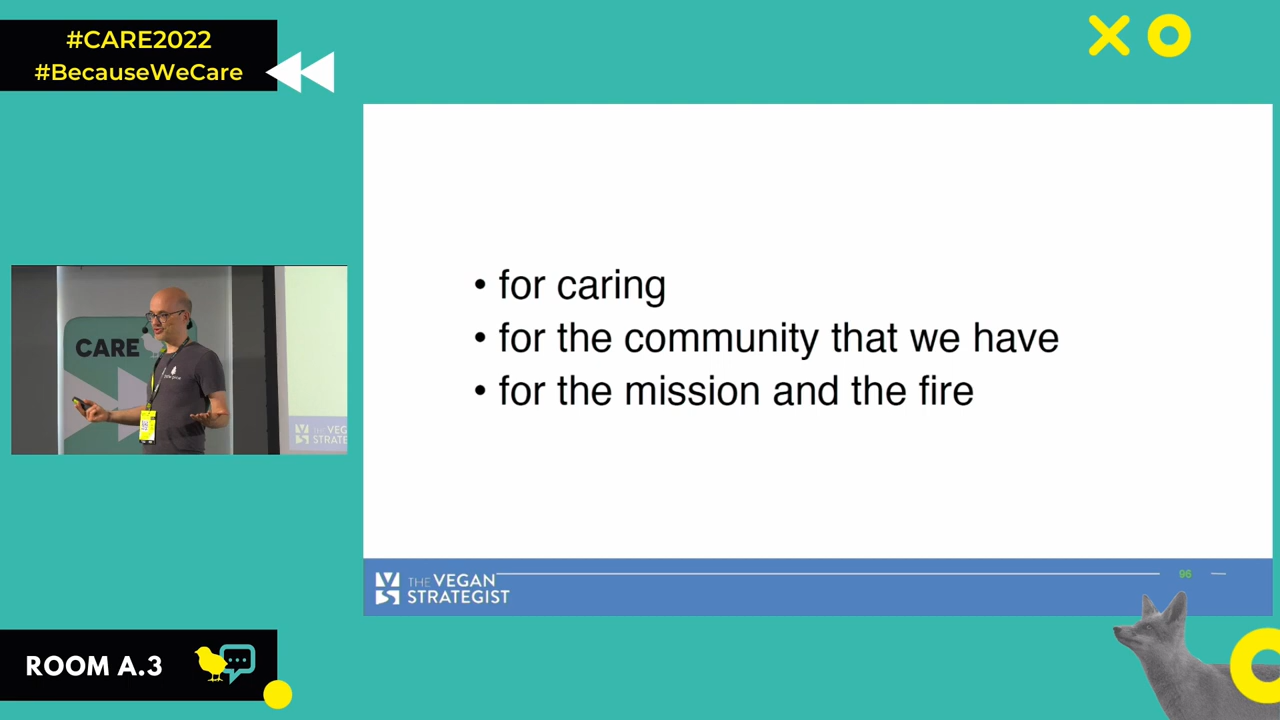 #CARE2022
#BecauseWeCare
• for caring
• for the community that we have
• for the mission and the fire
CARE
THE VEGAN
STRATEGIST
96
ROOM A.3